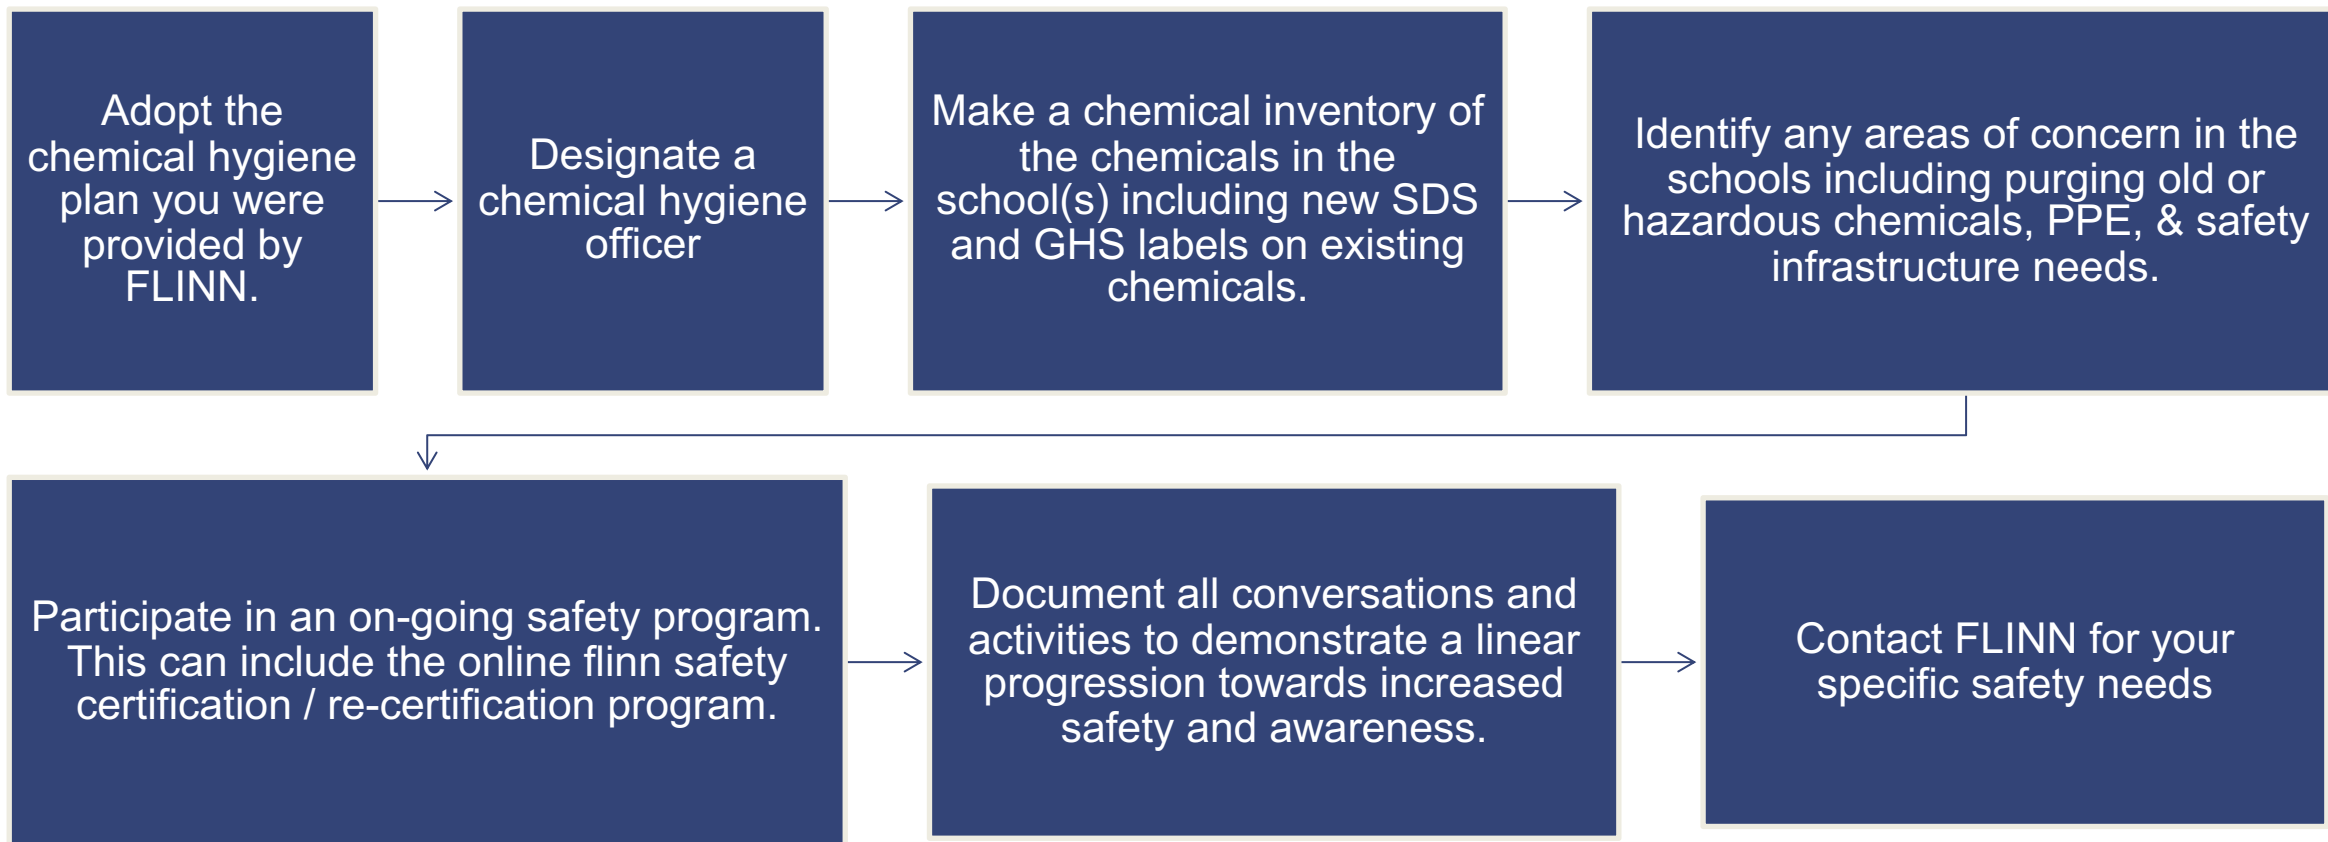 Adopt the
chemical hygiene
plan you were
provided by
FLINN.
Designate a
chemical hygiene
officer
Make a chemical inventory of
the chemicals in the
school(s) including new SDS
and GHS labels on existing
chemicals.
Identify any areas of concern in the
schools including purging old or
hazardous chemicals, PPE, & safety
infrastructure needs.
Participate in an on-going safety program.
This can include the online flinn safety
certification / re-certification program.
Document all conversations and
activities to demonstrate a linear
progression towards increased
safety and awareness.
Contact FLINN for your
specific safety needs